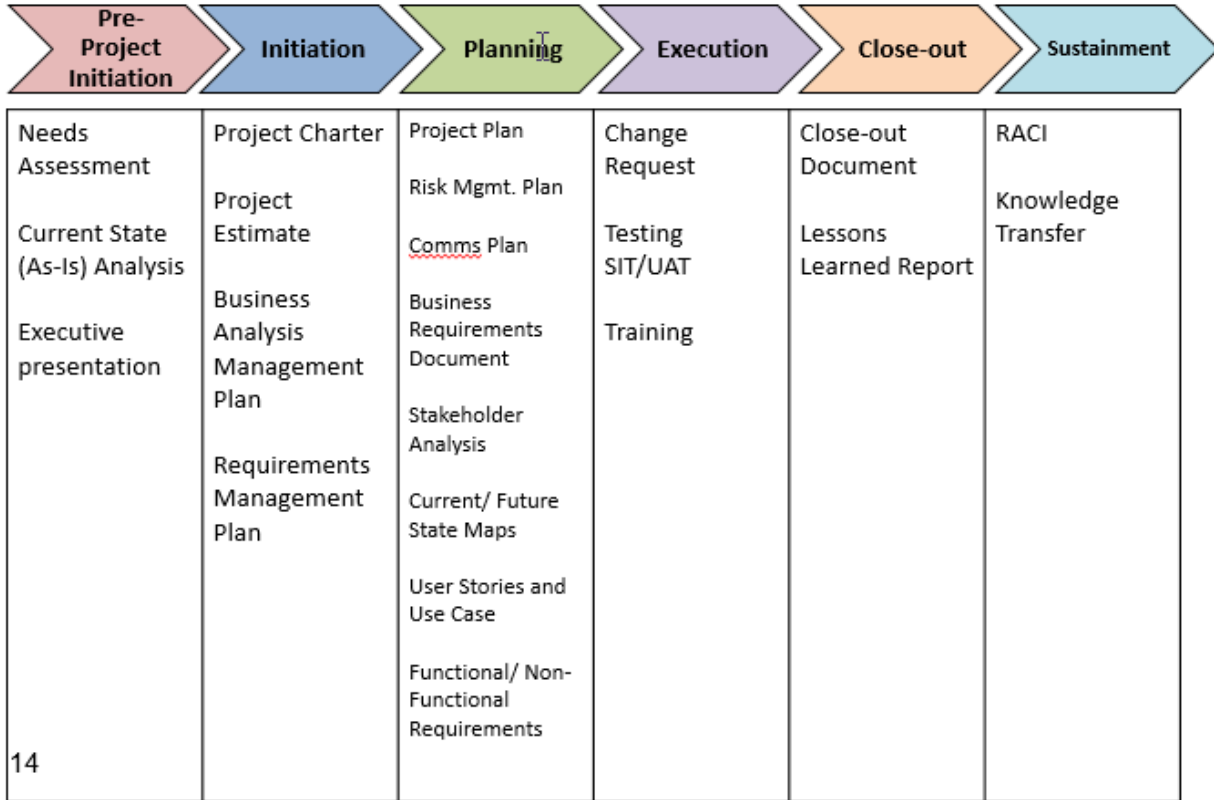 Pre-
Project
Initiation
Initiation
Planning
Execution
Close-out
Sustainment
Needs
Assessment
Current State
(As-Is) Analysis
Executive
presentation
Project Charter
Project
Estimate
Business
Analysis
Management
Plan
Requirements
Management
Plan
Project Plan
Risk Mgmt. Plan
Comms Plan
Business
Requirements
Document
Stakeholder
Analysis
Current/ Future
State Maps
User Stories and
Use Case
Functional/ Non-
Functional
Requirements
Change
Request
Testing
SIT/UAT
Training
Close-out
Document
Lessons
Learned Report
RACI
Knowledge
Transfer
14